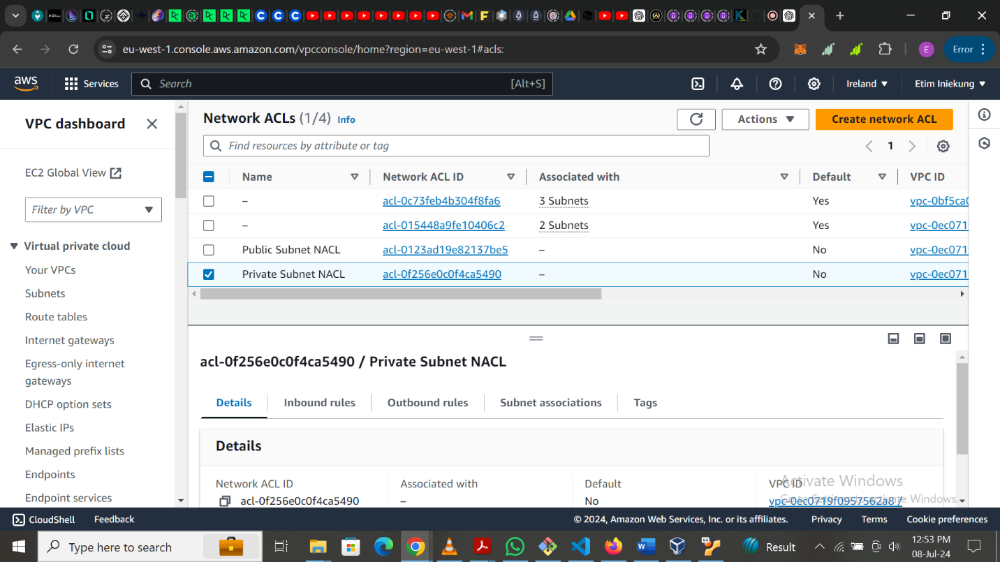 eu-west-1.console.aws.amazon.com/vpcconsole/home?region=eu-west-1#acls:
E
Error
aws
Services
Search
[Alt+S]
Ireland
Etim Iniekung
VPC dashboard
EC2 Global View
Filter by VPC
Virtual private cloud
Your VPCs
Subnets
Route tables
Internet gateways
Egress-only internet
gateways
DHCP option sets
Elastic IPs
Managed prefix lists
Endpoints
Endpoint services
Network ACLs (1/4) Info
Actions
Create network ACL
Find resources by attribute or tag
1
Name Network ACL ID Associated with Default VPC ID
– acl-0c73feb4b304f8fa6 3 Subnets Yes vpc-0bf5ca0
– acl-015448a9fe10406c2 2 Subnets Yes vpc-0ec071
Public Subnet NACL acl-0123ad19e82137be5 – No vpc-0ec071
Private Subnet NACL acl-0f256e0c0f4ca5490 – No vpc-0ec071
acl-0f256e0c0f4ca5490 / Private Subnet NACL
Details Inbound rules Outbound rules Subnet associations Tags
Details
Network ACL ID Associated with Default VPC ID
acl-0f256e0c0f4ca5490 – No vpc-0ec0719f0957562a87
Activate Windows
Go to Settings to activate Windows.
CloudShell Feedback
© 2024, Amazon Web Services, Inc. or its affiliates. Privacy Terms Cookie preferences
Type here to search
Result
12:53 PM
08-Jul-24